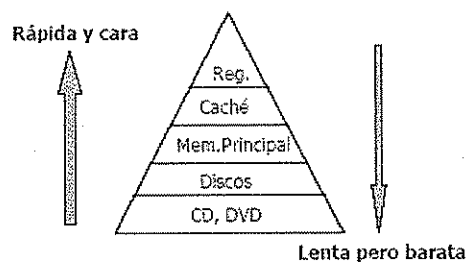 Rápida y cara
Reg.
Caché
Mem.Principal
Discos
CD, DVD
Lenta pero barata